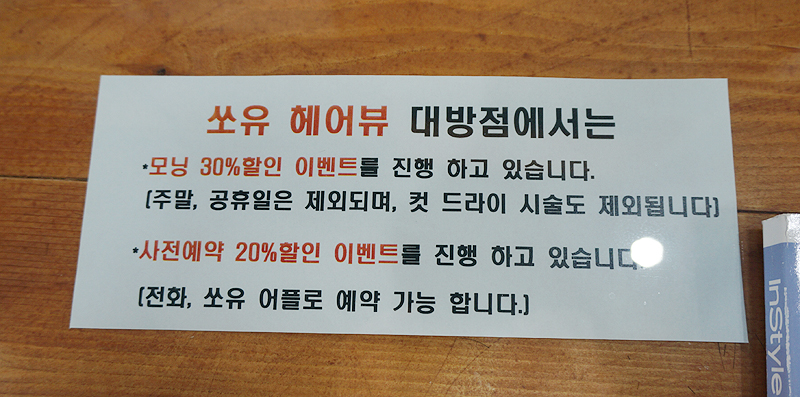 쏘유 헤어뷰 대방점에서는
*모닝 30%할인 이벤트를 진행 하고 있습니다.
(주말, 공휴일은 제외되며, 컷 드라이 시술도 제외됩니다)
*사전예약 20%할인 이벤트를 진행 하고 있습니다
(전화, 쏘유 어플로 예약 가능 합니다.)
InStyle